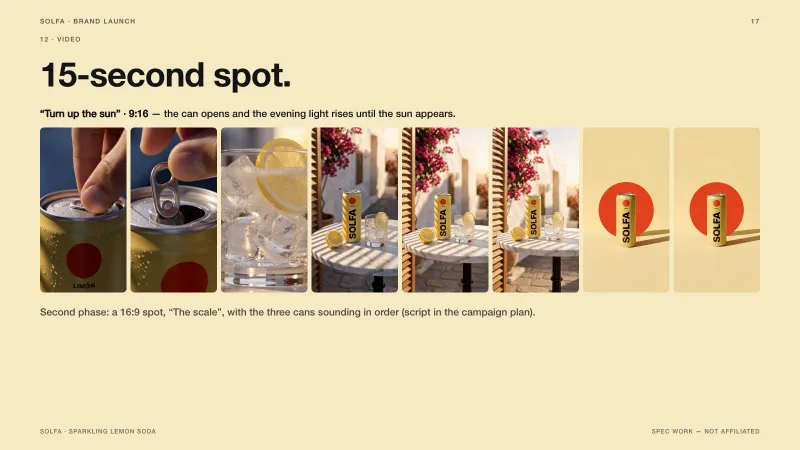 SOLFA · BRAND LAUNCH
17
12 · VIDEO
15-second spot.
“Turn up the sun” · 9:16 — the can opens and the evening light rises until the sun appears.
LIMÓN
SOLFA
SOLFA
SOLFA
SOLFA
SOLFA
Second phase: a 16:9 spot, “The scale”, with the three cans sounding in order (script in the campaign plan).
SOLFA · SPARKLING LEMON SODA
SPEC WORK — NOT AFFILIATED